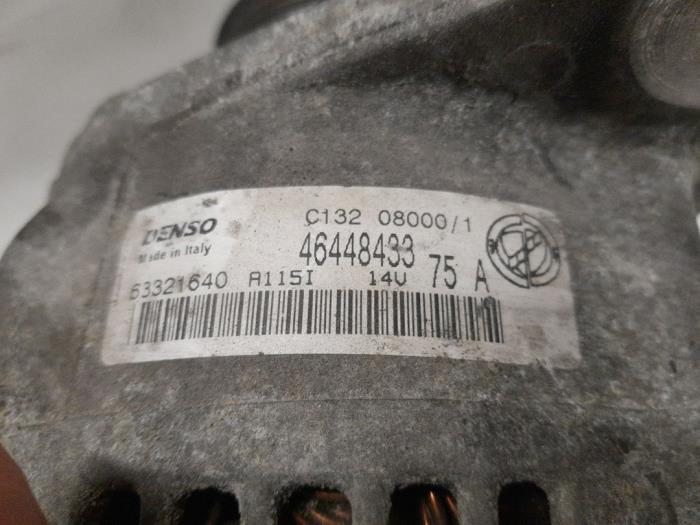 DENSO
Made in Italy
C132 08000/1
46448433
63321640 A115I 14V 75 A